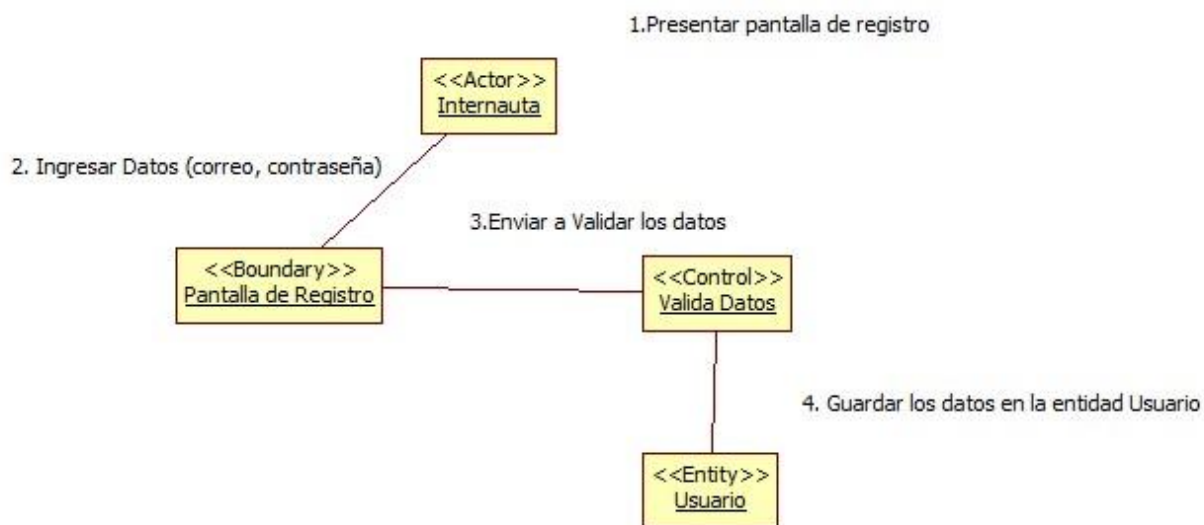 1.Presentar pantalla de registro
<<Actor>>
Internauta
2. Ingresar Datos (correo, contraseña)
3.Enviar a Validar los datos
<<Boundary>>
Pantalla de Registro
<<Control>>
Valida Datos
4. Guardar los datos en la entidad Usuario
<<Entity>>
Usuario